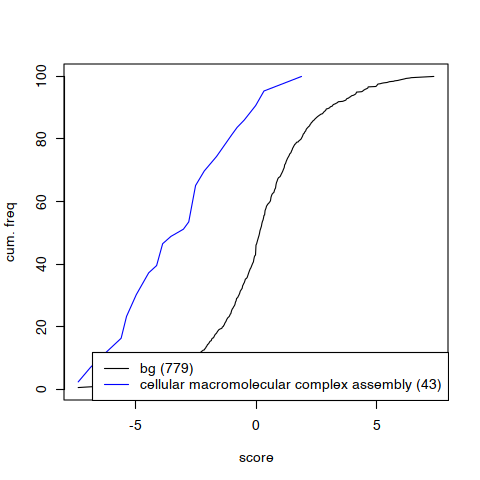 cum. freq
100
80
60
40
20
0
bg (779)
cellular macromolecular complex assembly (43)
-5 0 5
score